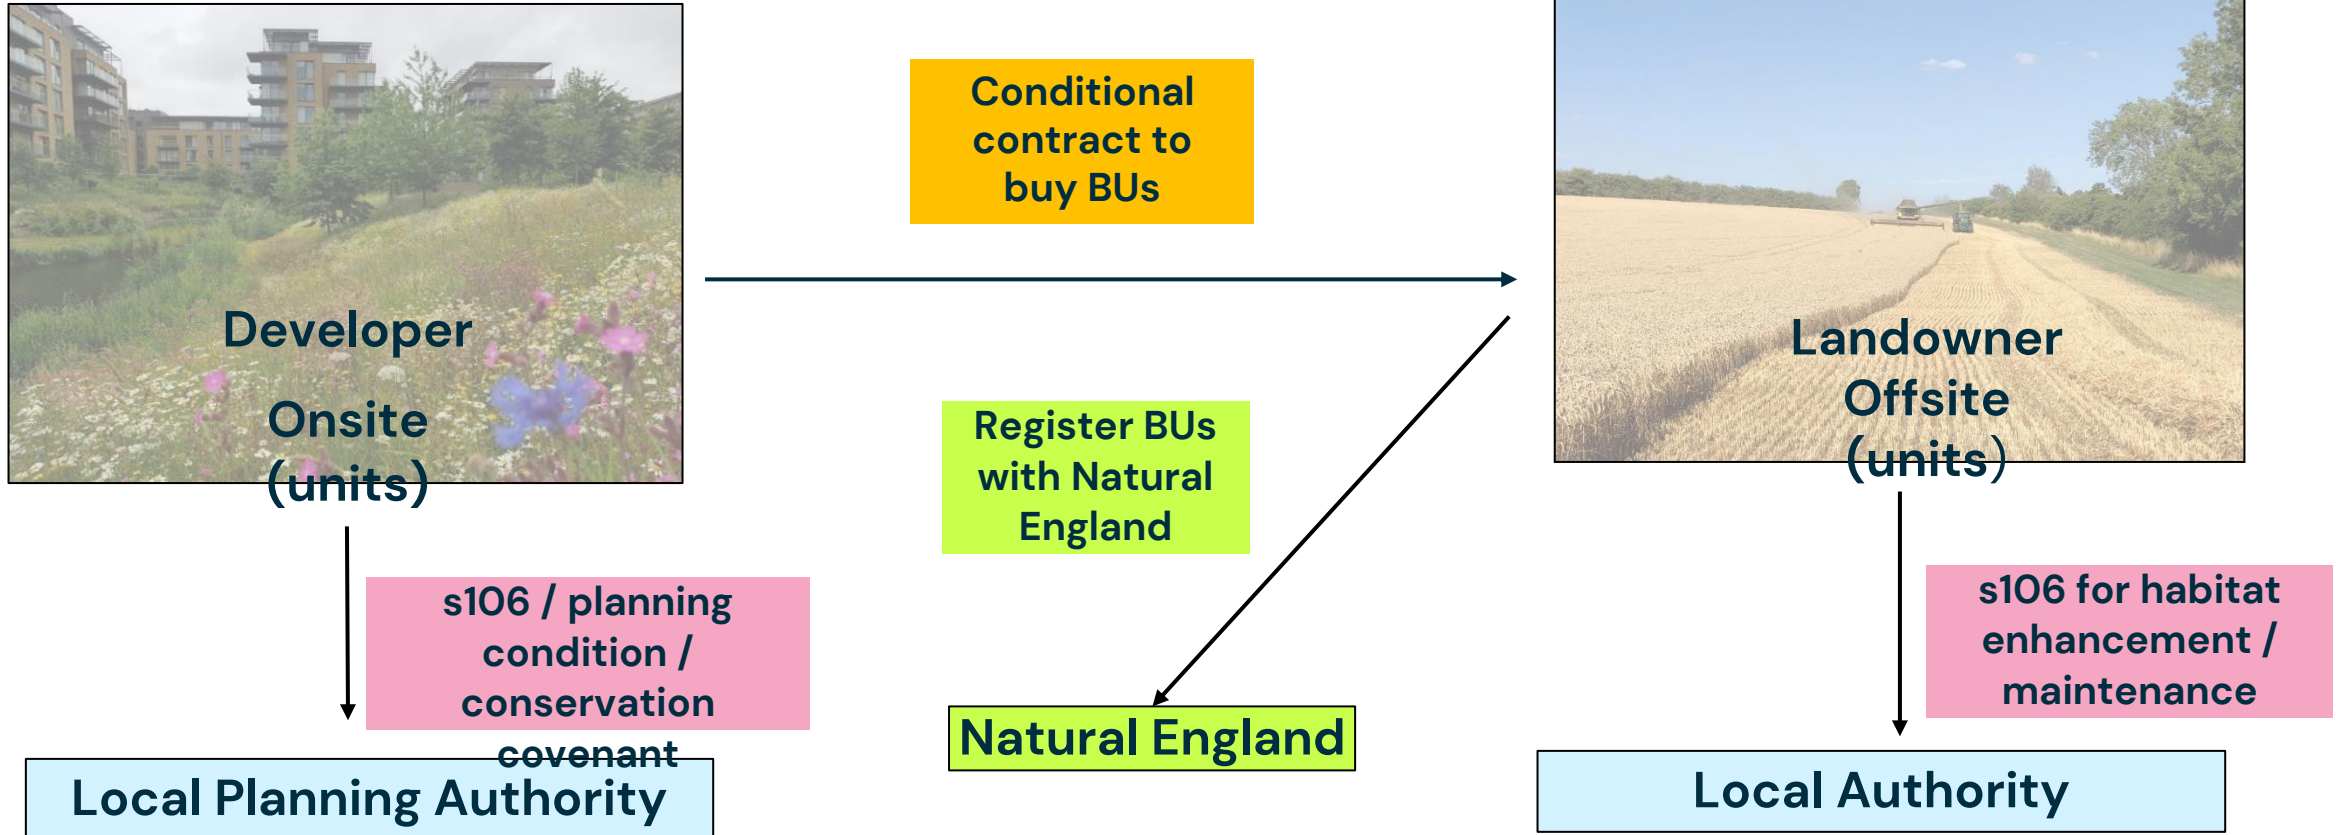 Conditional
contract to
buy BUs
Developer
Onsite
(units)
Landowner
Offsite
(units)
Register BUs
with Natural
England
s106 / planning
condition /
conservation
covenant
s106 for habitat
enhancement /
maintenance
Natural England
Local Planning Authority
Local Authority